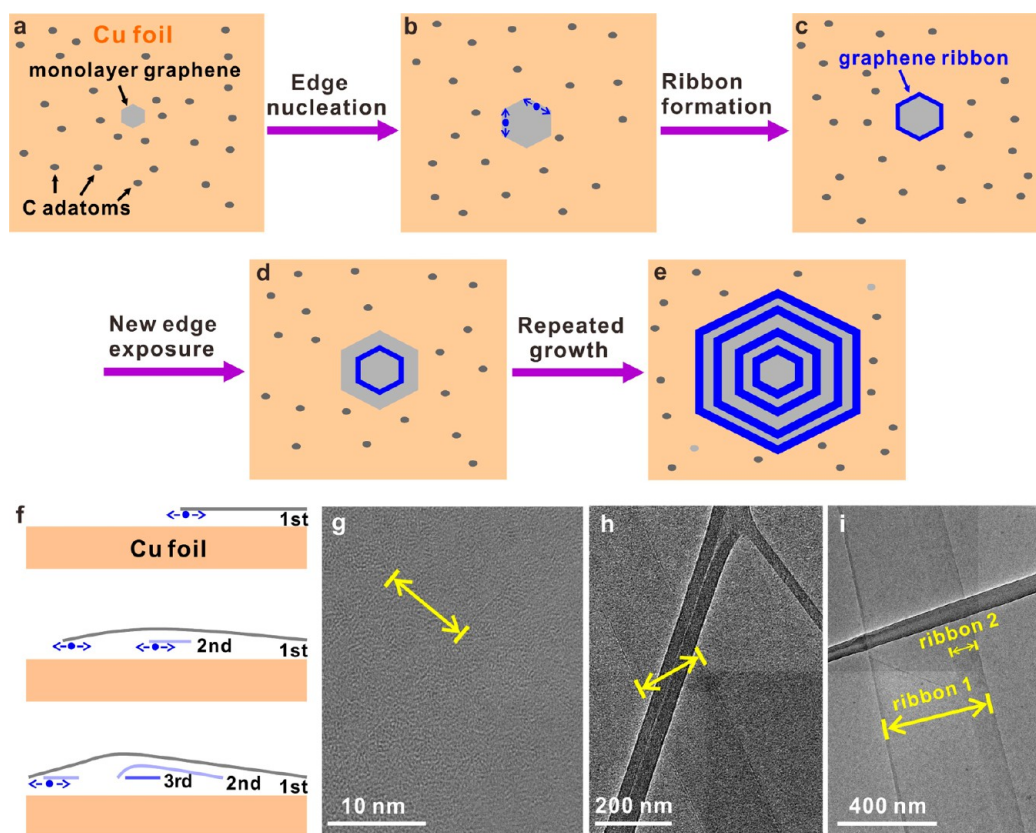 a
Cu foil
monolayer graphene
C adatoms
Edge
nucleation
b
Ribbon
formation
c
graphene ribbon
New edge
exposure
d
Repeated
growth
e
f
1st
Cu foil
2nd
1st
3rd
2nd
1st
g
10 nm
h
200 nm
i
ribbon 2
ribbon 1
400 nm